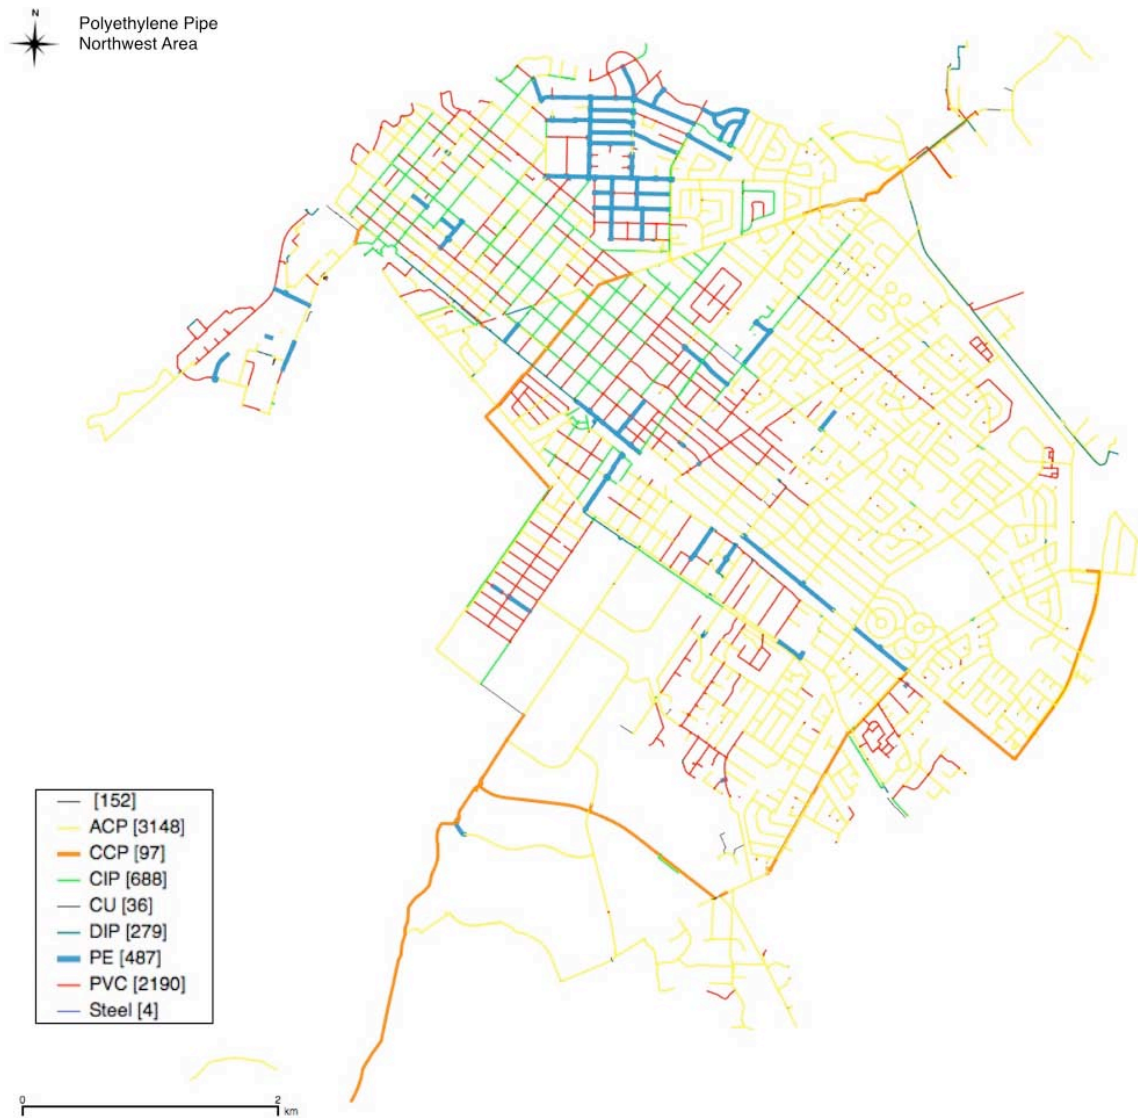 N
Polyethylene Pipe
Northwest Area
[152]
ACP [3148]
CCP [97]
CIP [688]
CU [36]
DIP [279]
PE [487]
PVC [2190]
Steel [4]
0 2
km